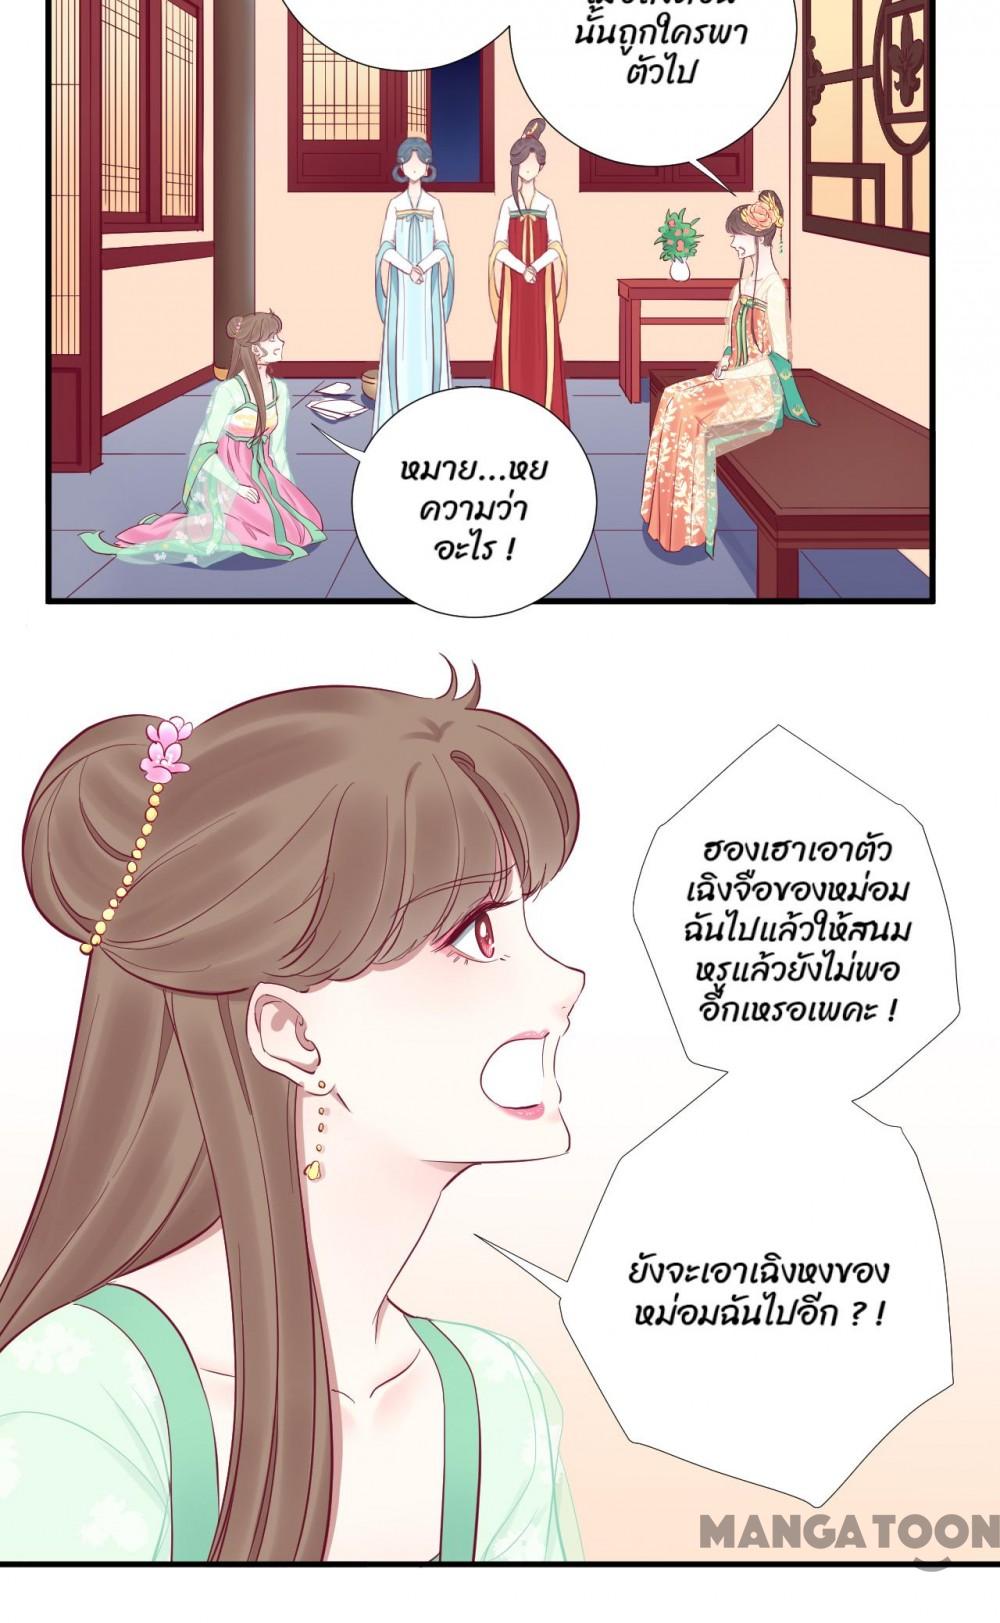 นั้นถูกใครพา
ตัวไป
หมาย...หย
ความว่า
อะไร !
ฮองเฮาเอาตัว
เฉิงจือของหม่อม
ฉันไปแล้วให้สนม
หรูแล้วยังไม่พอ
อีกเหรอเพคะ !
ยังจะเอาเฉิงหงของ
หม่อมฉันไปอีก ? !
MANGATOON